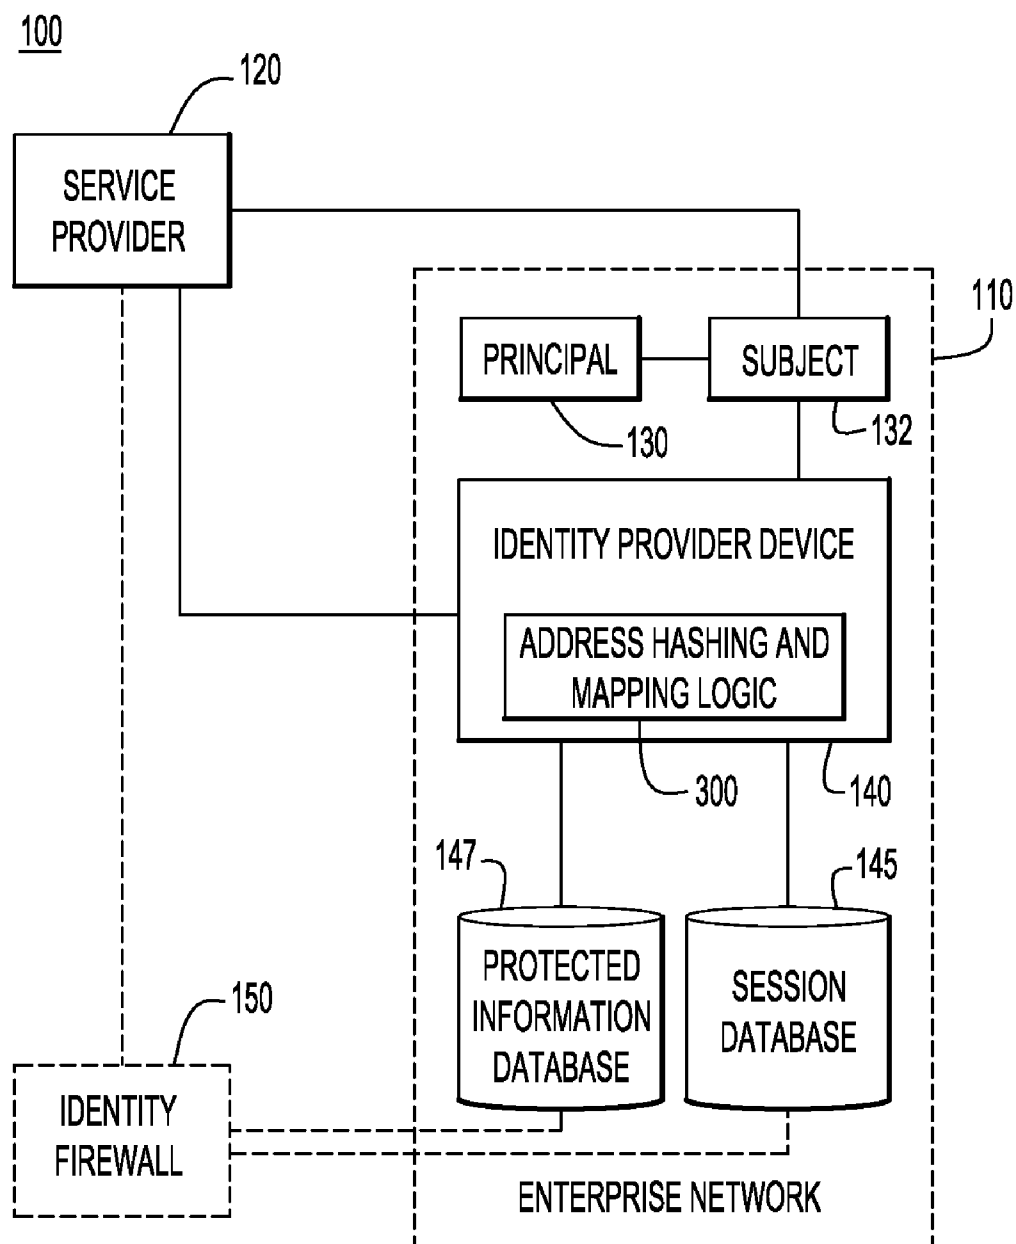 100
120
SERVICE
PROVIDER
110
PRINCIPAL
SUBJECT
130
132
IDENTITY PROVIDER DEVICE
ADDRESS HASHING AND
MAPPING LOGIC
300
140
147
145
PROTECTED
INFORMATION
DATABASE
SESSION
DATABASE
150
IDENTITY
FIREWALL
ENTERPRISE NETWORK